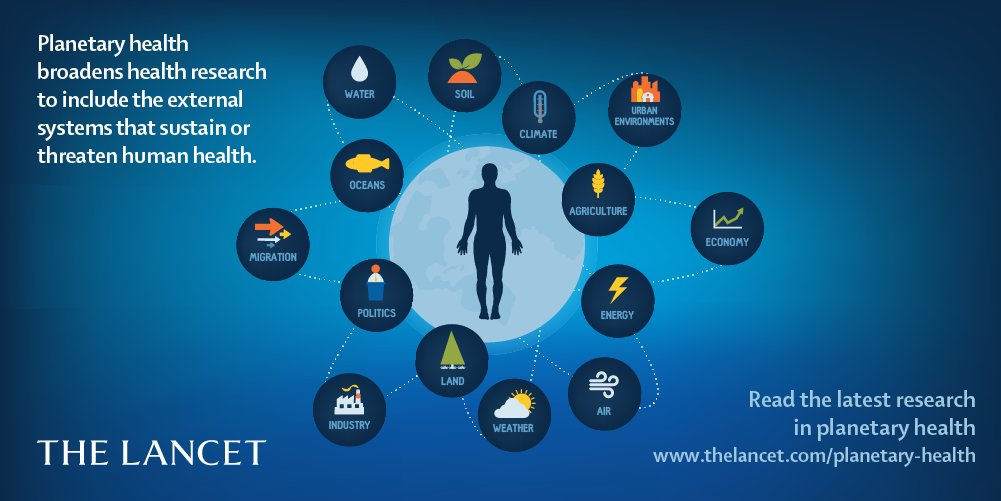 Planetary health
broadens health research
to include the external
systems that sustain or
threaten human health.
WATER
SOIL
CLIMATE
URBAN
ENVIRONMENTS
OCEANS
AGRICULTURE
MIGRATION
ECONOMY
POLITICS
ENERGY
LAND
INDUSTRY
WEATHER
AIR
THE LANCET
Read the latest research
in planetary health
www.thelancet.com/planetary-health